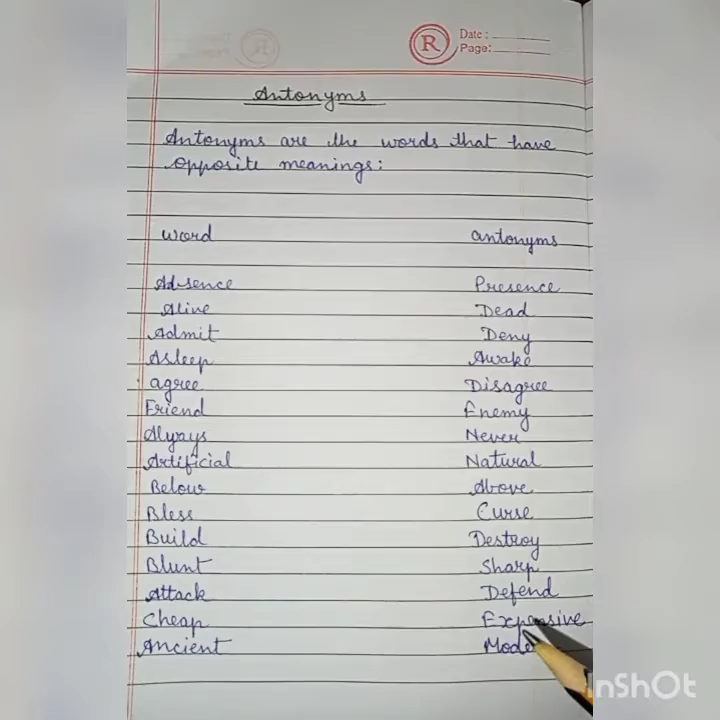 R Date:
Page:
Antonyms
Antonyms are the words that have
opposite meanings:
Word antonyms
Adsence Presence
Alive Dead
Admit Deny
Asleep Awake
agree Disagree
Friend Enemy
Alyays Never
Artificial Natural
Below Above
Bless Curse
Build Destroy
Blunt Sharp
Attack Defend
Cheap Expensive
Ancient
InShOt